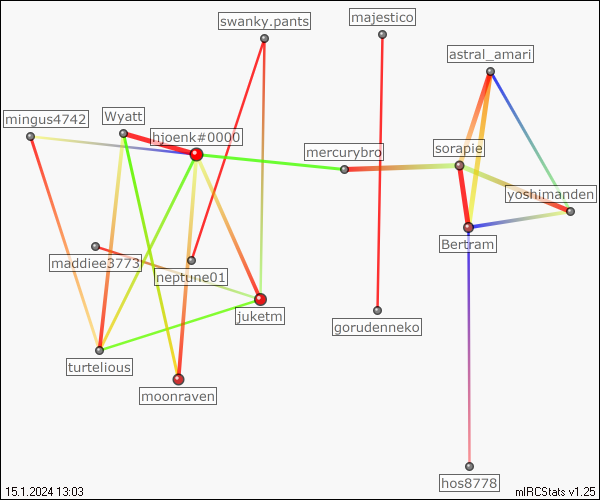 swanky.pants
majestico
astral_amari
mingus4742
Wyatt
hjoenk#0000
mercurybro
sorapie
yoshimanden
Bertram
maddiee3773
neptune01
juketm
gorudenneko
turtelious
moonraven
hos8778
15.1.2024 13:03
mIRCStats v1.25